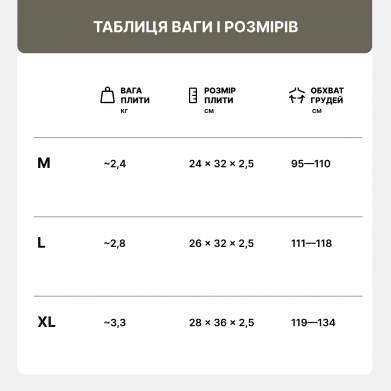 ТАБЛИЦЯ ВАГИ І РОЗМІРІВ
ВАГА ПЛИТИ кг
РОЗМІР ПЛИТИ см
ОБХВАТ ГРУДЕЙ см
M ~2,4 24 × 32 × 2,5 95—110
L ~2,8 26 × 32 × 2,5 111—118
XL ~3,3 28 × 36 × 2,5 119—134